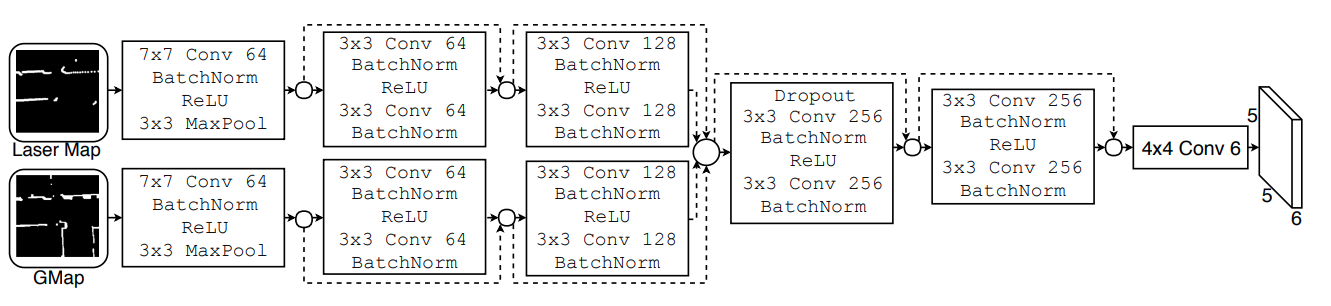 Laser Map
7x7 Conv 64
BatchNorm
ReLU
3x3 MaxPool
3x3 Conv 64
BatchNorm
ReLU
3x3 Conv 64
BatchNorm
3x3 Conv 128
BatchNorm
ReLU
3x3 Conv 128
BatchNorm
GMap
7x7 Conv 64
BatchNorm
ReLU
3x3 MaxPool
3x3 Conv 64
BatchNorm
ReLU
3x3 Conv 64
BatchNorm
3x3 Conv 128
BatchNorm
ReLU
3x3 Conv 128
BatchNorm
Dropout
3x3 Conv 256
BatchNorm
ReLU
3x3 Conv 256
BatchNorm
3x3 Conv 256
BatchNorm
ReLU
3x3 Conv 256
BatchNorm
4x4 Conv 6
5
5
6